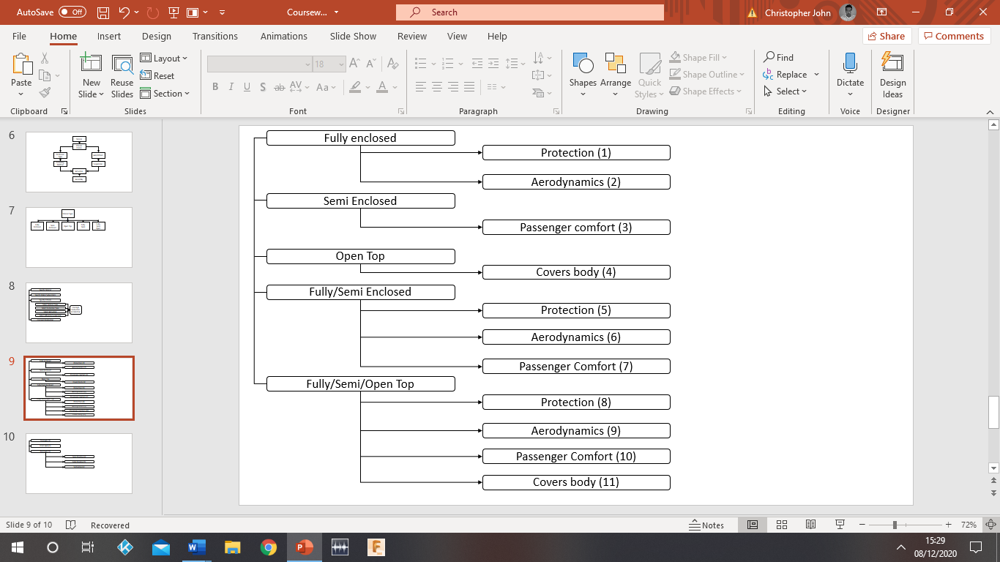 AutoSave Off Coursew... Search Christopher John
File Home Insert Design Transitions Animations Slide Show Review View Help Share Comments
Paste
Clipboard
New Slide
Reuse Slides
Layout
Reset
Section
Slides
18
B I U S ab AV Aa A
Font
Paragraph
Shapes
Arrange
Quick Styles
Shape Fill
Shape Outline
Shape Effects
Drawing
Find
Replace
Select
Editing
Dictate
Voice
Design Ideas
Designer
6
7
8
9
10
Fully enclosed
Protection (1)
Aerodynamics (2)
Semi Enclosed
Passenger comfort (3)
Open Top
Covers body (4)
Fully/Semi Enclosed
Protection (5)
Aerodynamics (6)
Passenger Comfort (7)
Fully/Semi/Open Top
Protection (8)
Aerodynamics (9)
Passenger Comfort (10)
Covers body (11)
Slide 9 of 10 Recovered Notes 72%
15:29
08/12/2020